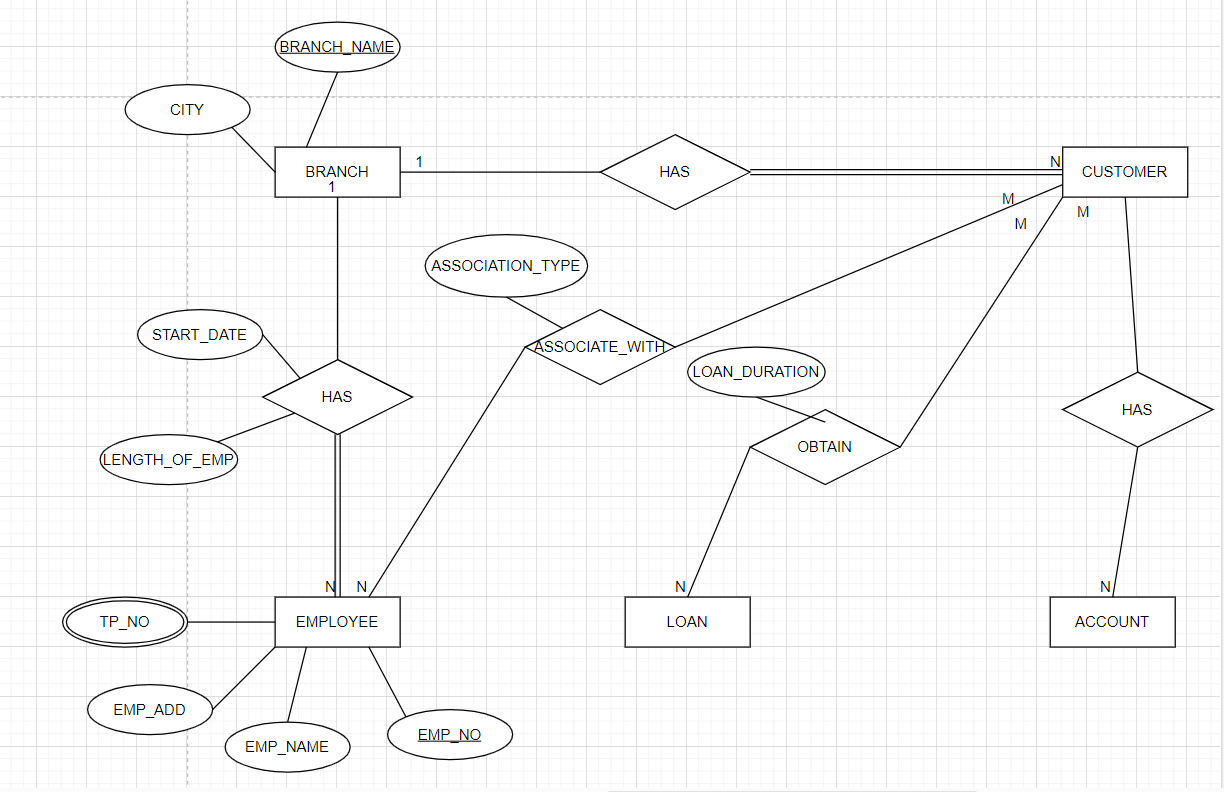 BRANCH_NAME
CITY
BRANCH
1
1
HAS
N
CUSTOMER
M
M
M
ASSOCIATION_TYPE
START_DATE
ASSOCIATE_WITH
LOAN_DURATION
HAS
HAS
OBTAIN
LENGTH_OF_EMP
N
N
N
N
TP_NO
EMPLOYEE
LOAN
ACCOUNT
EMP_ADD
EMP_NAME
EMP_NO